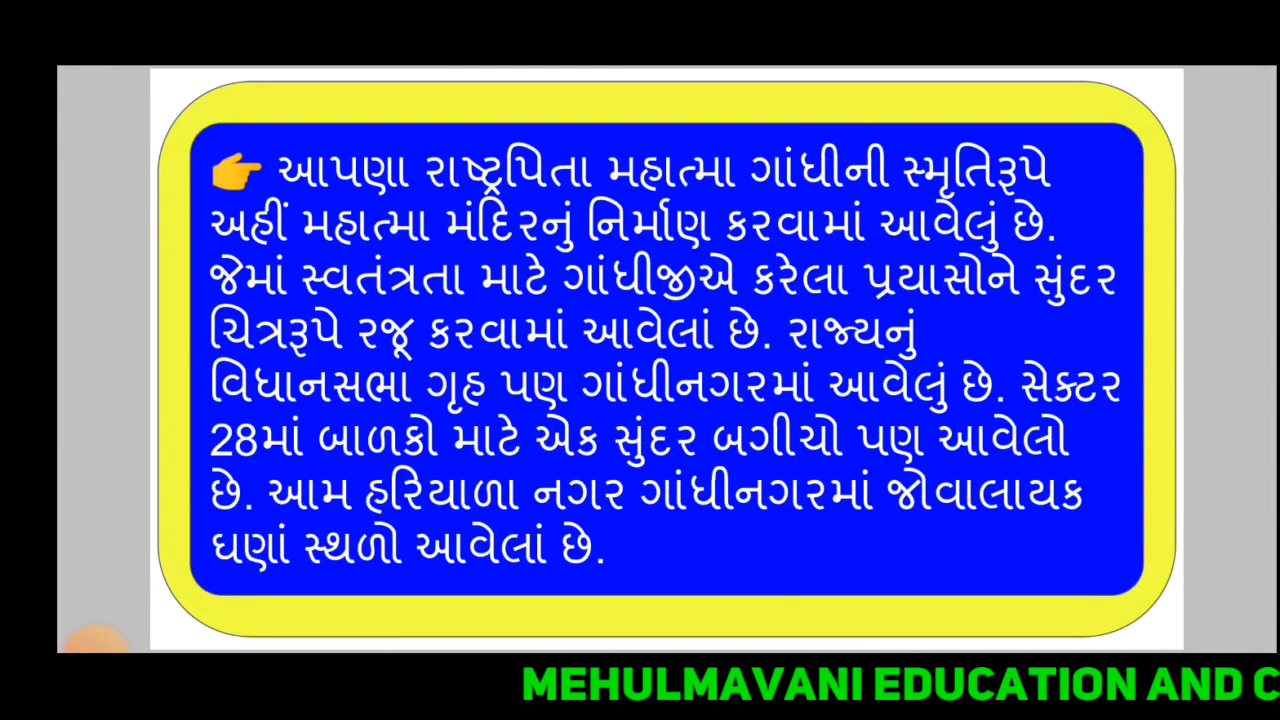 👉 આપણા રાષ્ટ્રપિતા મહાત્મા ગાંધીની સ્મૃતિરૂપે
અહીં મહાત્મા મંદિરનું નિર્માણ કરવામાં આવેલું છે.
જેમાં સ્વતંત્રતા માટે ગાંધીજીએ કરેલા પ્રયાસોને સુંદર
ચિત્રરૂપે રજૂ કરવામાં આવેલાં છે. રાજ્યનું
વિધાનસભા ગૃહ પણ ગાંધીનગરમાં આવેલું છે. સેક્ટર
28માં બાળકો માટે એક સુંદર બગીચો પણ આવેલો
છે. આમ હરિયાળા નગર ગાંધીનગરમાં જોવાલાયક
ઘણાં સ્થળો આવેલાં છે.
MEHULMAVANI EDUCATION AND C